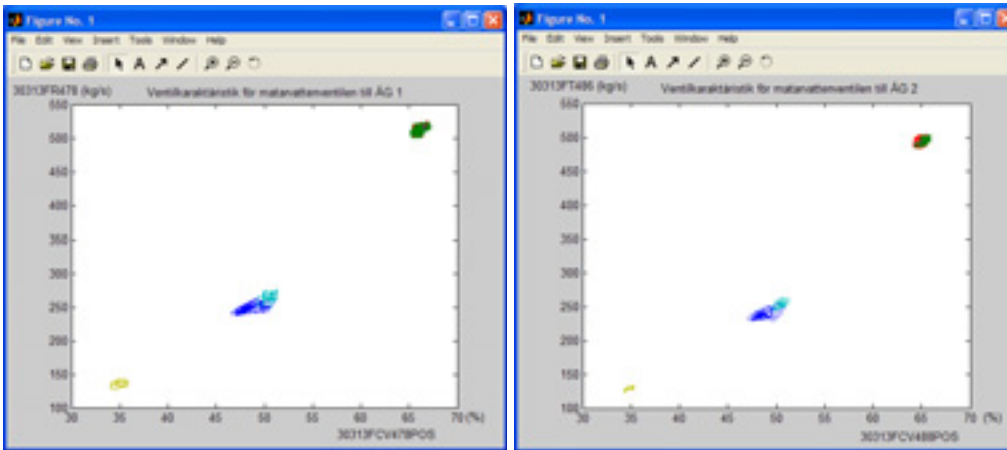 Figure No. 1
File Edit View Insert Tools Window Help
30313FR478 (kg/s) Ventilkaraktäristik för matarvattenventilen till ÅG 1
550
500
450
400
350
300
250
200
150
100
30 35 40 45 50 55 60 65 70 (%)
30313FCV478POS
Figure No. 1
File Edit View Insert Tools Window Help
30313FT486 (kg/s) Ventilkaraktäristik för matarvattenventilen till ÅG 2
550
500
450
400
350
300
250
200
150
100
30 35 40 45 50 55 60 65 70 (%)
30313FCV488POS